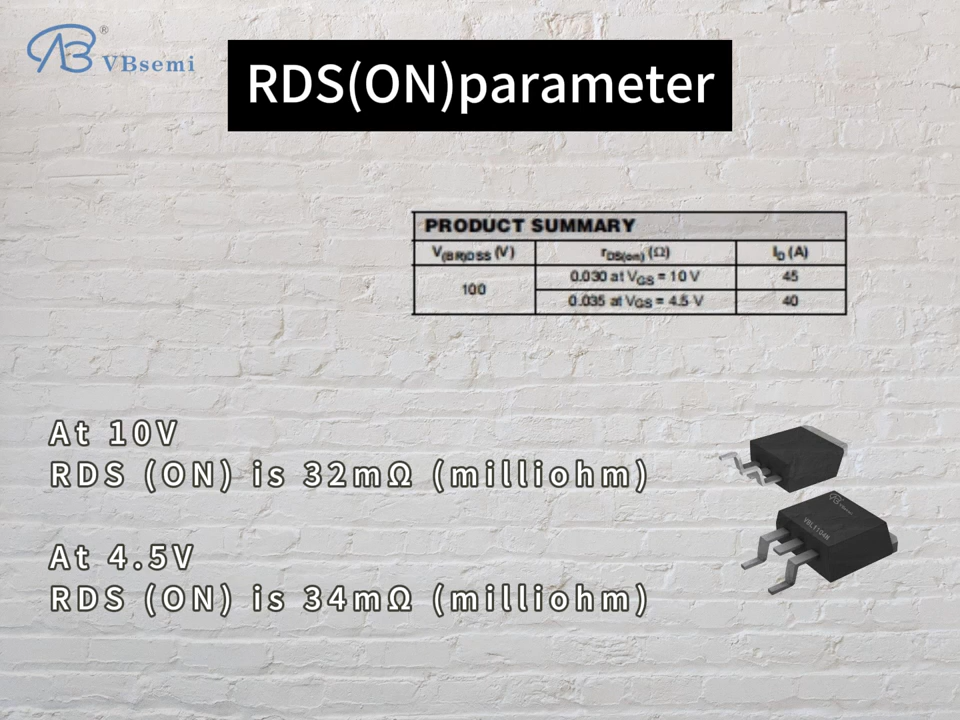 VBsemi
®
RDS(ON)parameter
PRODUCT SUMMARY
V(BR)DSS (V) rDS(on) (Ω) ID (A)
100 0.030 at VGS = 10 V 45
0.035 at VGS = 4.5 V 40
At 10V
RDS (ON) is 32mΩ (milliohm)
At 4.5V
RDS (ON) is 34mΩ (milliohm)